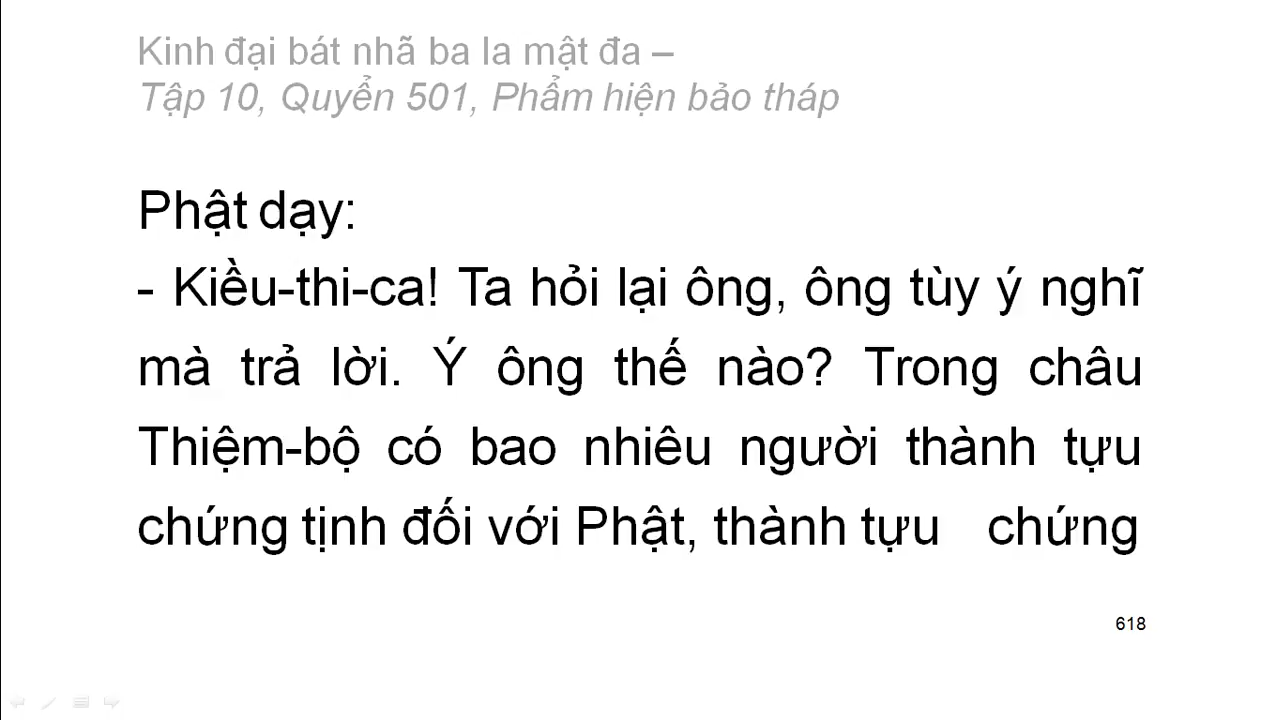 Kinh đại bát nhã ba la mật đa –
Tập 10, Quyển 501, Phẩm hiện bảo tháp
Phật dạy:
- Kiều-thi-ca! Ta hỏi lại ông, ông tùy ý nghĩ
mà trả lời. Ý ông thế nào? Trong châu
Thiệm-bộ có bao nhiêu người thành tựu
chứng tịnh đối với Phật, thành tựu chứng
618